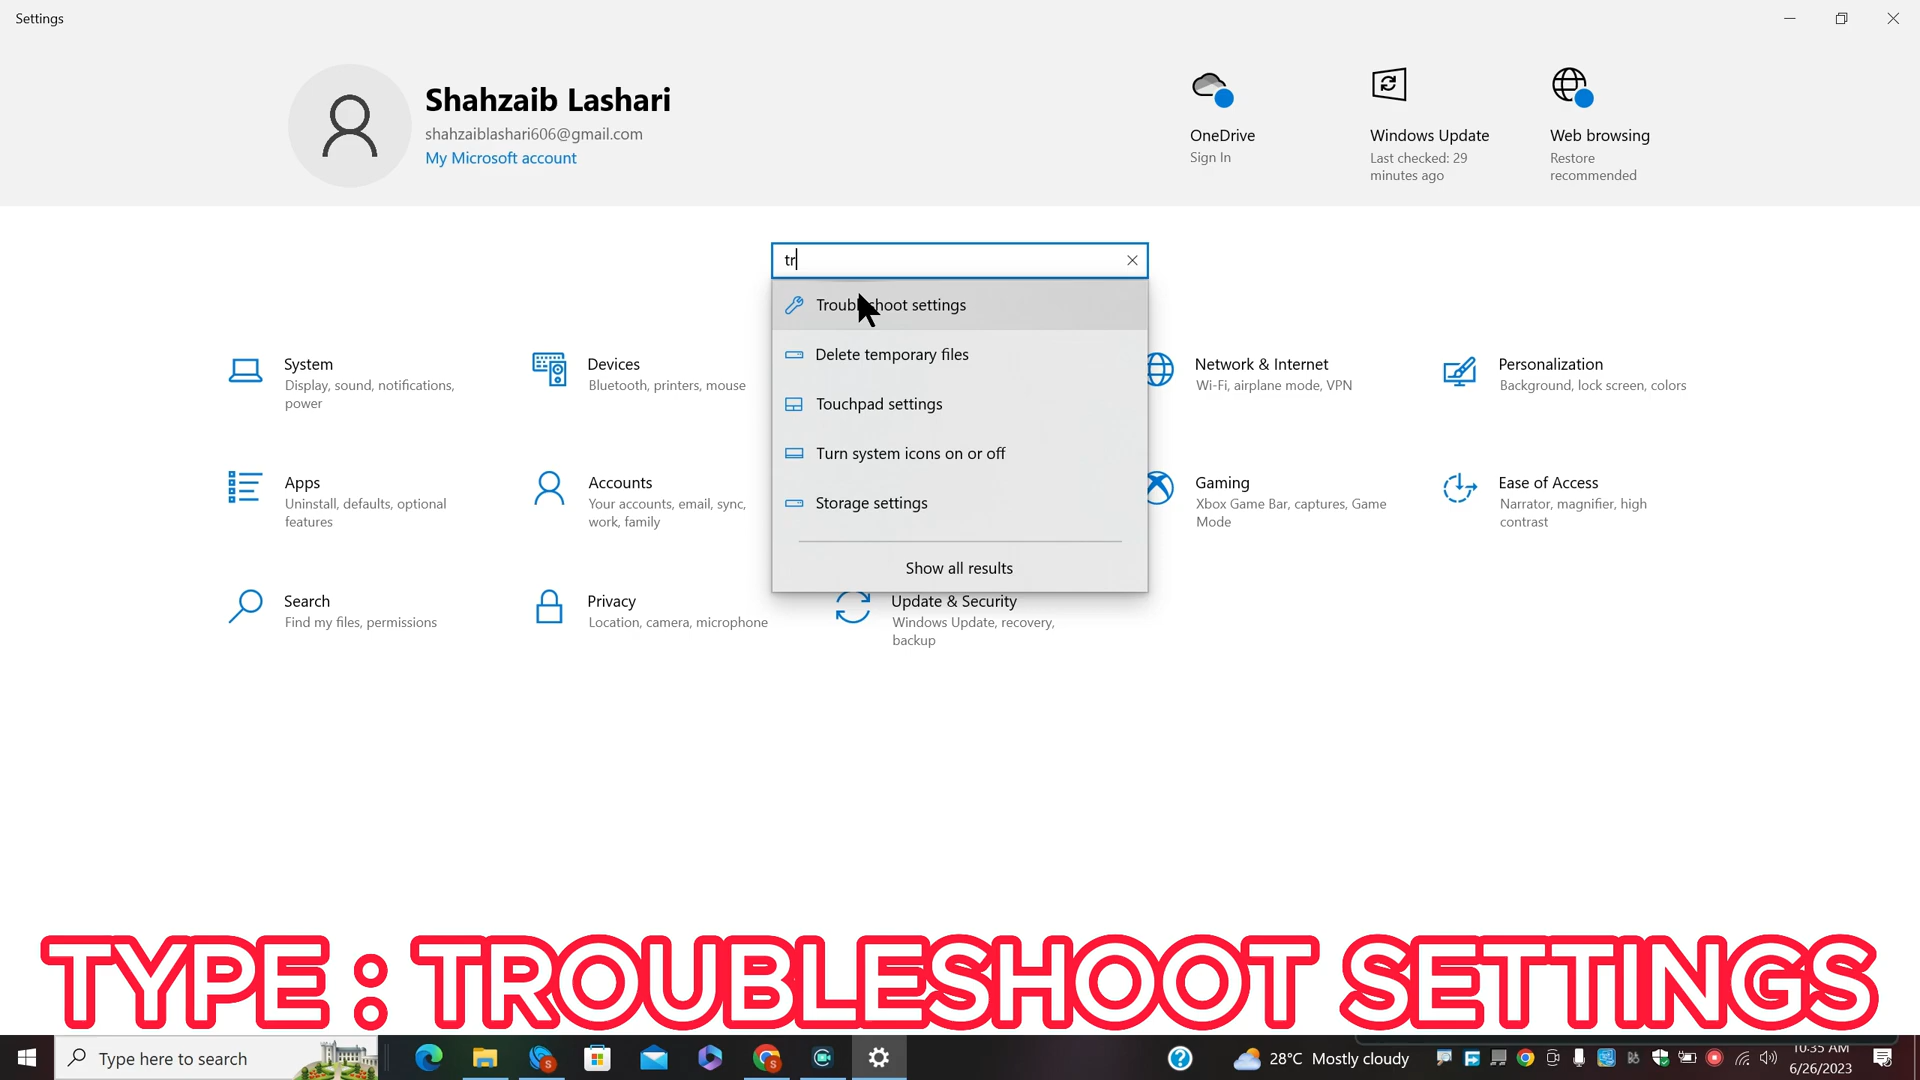 Settings
Shahzaib Lashari
shahzaiblashari606@gmail.com
My Microsoft account
OneDrive
Sign In
Windows Update
Last checked: 29
minutes ago
Web browsing
Restore
recommended
tr
Troubleshoot settings
Delete temporary files
Touchpad settings
Turn system icons on or off
Storage settings
Show all results
System
Display, sound, notifications,
power
Devices
Bluetooth, printers, mouse
Network & Internet
Wi-Fi, airplane mode, VPN
Personalization
Background, lock screen, colors
Apps
Uninstall, defaults, optional
features
Accounts
Your accounts, email, sync,
work, family
Gaming
Xbox Game Bar, captures, Game
Mode
Ease of Access
Narrator, magnifier, high
contrast
Search
Find my files, permissions
Privacy
Location, camera, microphone
Update & Security
Windows Update, recovery,
backup
TYPE : TROUBLESHOOT SETTINGS
Type here to search
28°C Mostly cloudy
10:35 AM
6/26/2023